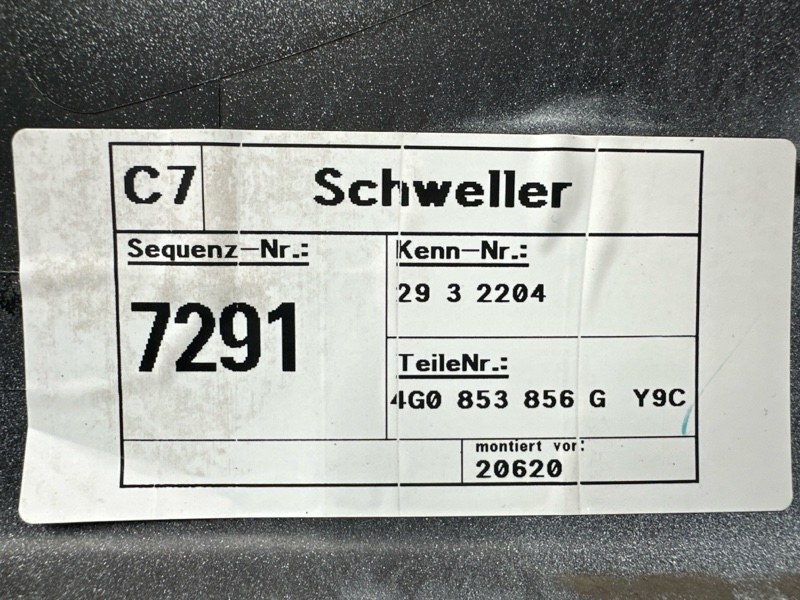 C7 Schweller
Sequenz-Nr.:
7291
Kenn-Nr.:
29 3 2204
TeileNr.:
4G0 853 856 G Y9C
montiert vor:
20620